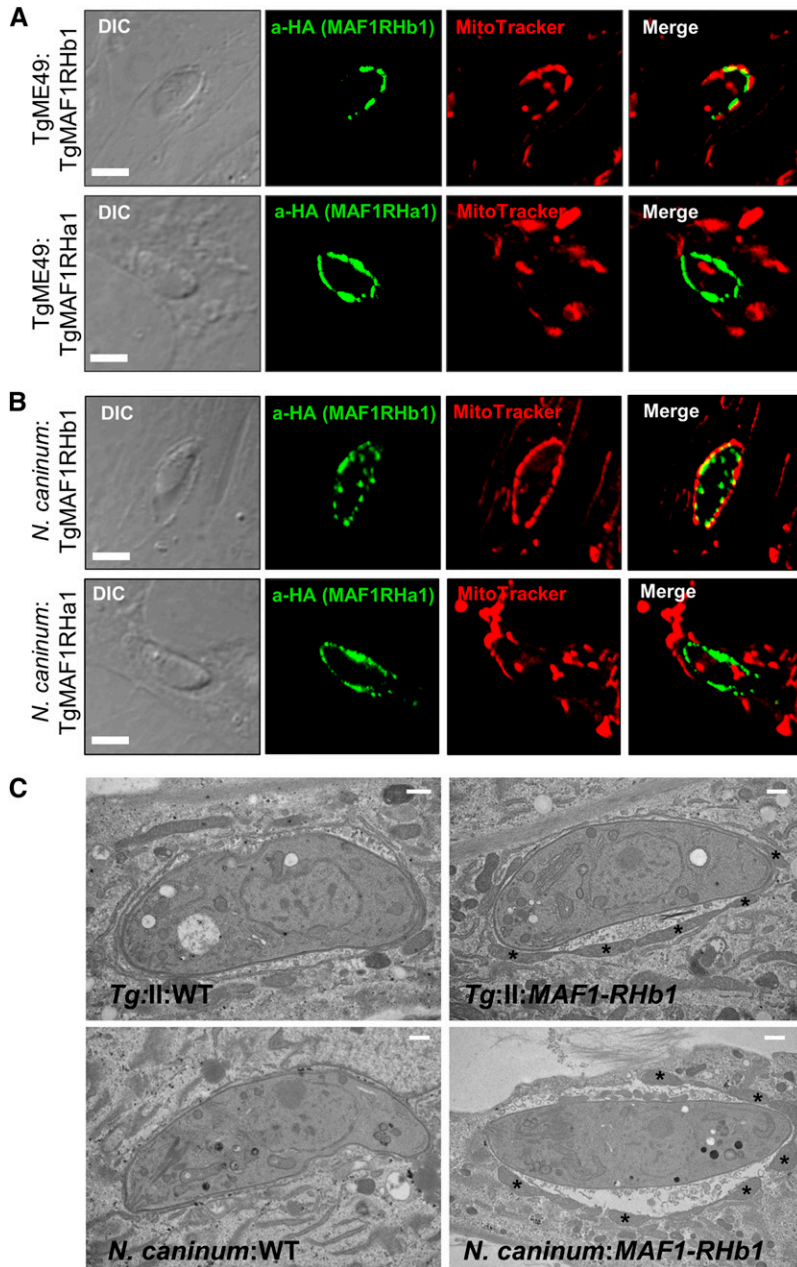 A
TgME49:
TgMAF1RHb1
DIC
a-HA (MAF1RHb1)
MitoTracker
Merge
TgME49:
TgMAF1RHa1
DIC
a-HA (MAF1RHa1)
MitoTracker
Merge
B
N. caninum:
TgMAF1RHb1
DIC
a-HA (MAF1RHb1)
MitoTracker
Merge
N. caninum:
TgMAF1RHa1
DIC
a-HA (MAF1RHa1)
MitoTracker
Merge
C
Tg:II:WT
* * * * *
Tg:II:MAF1-RHb1
N. caninum:WT
* * * * * *
N. caninum:MAF1-RHb1